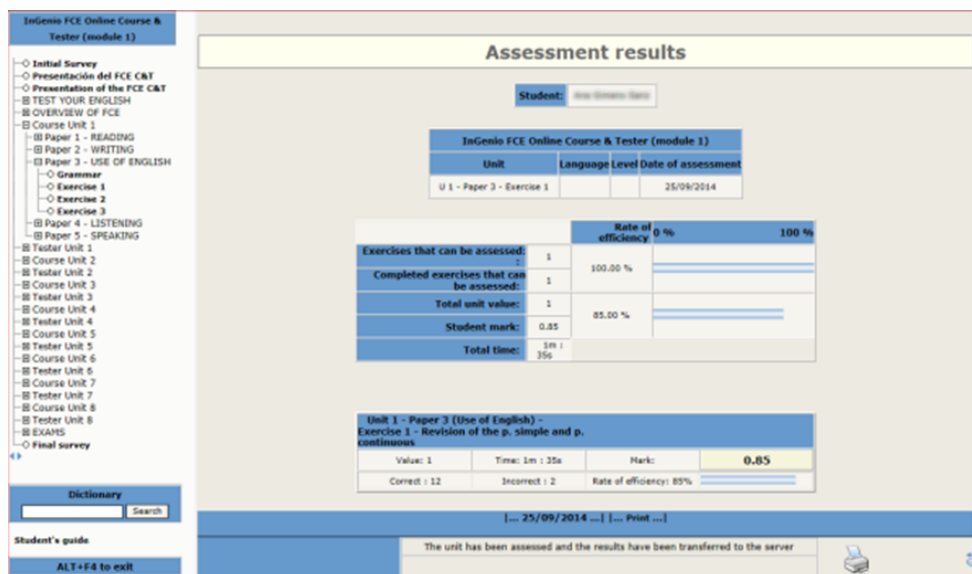 InGenio FCE Online Course &
Tester (module 1)
Initial Survey
Presentación del FCE C&T
Presentation of the FCE C&T
TEST YOUR ENGLISH
OVERVIEW OF FCE
Course Unit 1
Paper 1 - READING
Paper 2 - WRITING
Paper 3 - USE OF ENGLISH
Grammar
Exercise 1
Exercise 2
Exercise 3
Paper 4 - LISTENING
Paper 5 - SPEAKING
Tester Unit 1
Course Unit 2
Tester Unit 2
Course Unit 3
Tester Unit 3
Course Unit 4
Tester Unit 4
Course Unit 5
Tester Unit 5
Course Unit 6
Tester Unit 6
Course Unit 7
Tester Unit 7
Course Unit 8
Tester Unit 8
EXAMS
Final survey
Dictionary
Search
Student's guide
ALT+F4 to exit
Assessment results
Student:
InGenio FCE Online Course & Tester (module 1)
Unit Language Level Date of assessment
U 1 - Paper 3 - Exercise 1 25/09/2014
Rate of
efficiency 0 % 100 %
Exercises that can be assessed:
: 1
100.00 %
Completed exercises that can
be assessed: 1
Total unit value: 1
85.00 %
Student mark: 0.85
Total time: 1m :
35s
Unit 1 - Paper 3 (Use of English) -
Exercise 1 - Revision of the p. simple and p.
continuous
Value: 1 Time: 1m : 35s Mark: 0.85
Correct : 12 Incorrect : 2 Rate of efficiency: 85%
|... 25/09/2014 ...| |... Print ...|
The unit has been assessed and the results have been transferred to the server